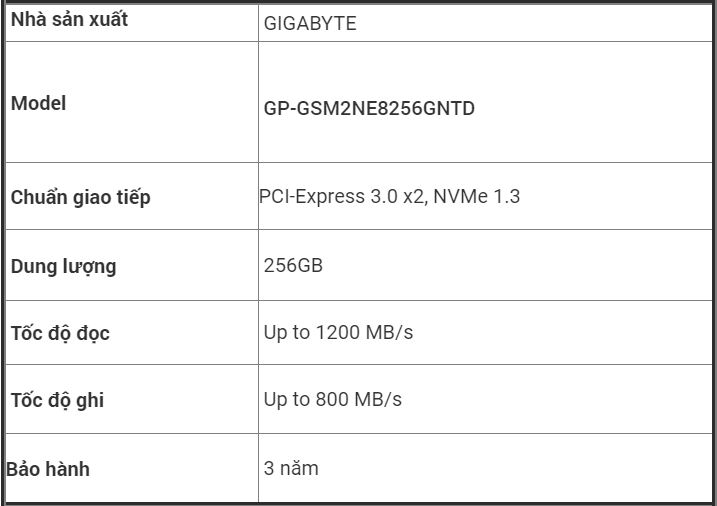 Nhà sản xuất GIGABYTE
Model GP-GSM2NE8256GNTD
Chuẩn giao tiếp PCI-Express 3.0 x2, NVMe 1.3
Dung lượng 256GB
Tốc độ đọc Up to 1200 MB/s
Tốc độ ghi Up to 800 MB/s
Bảo hành 3 năm